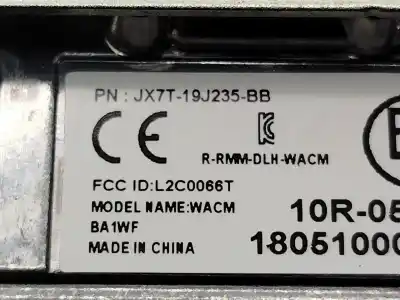 PN : JX7T-19J235-BB
CE
R-RMM-DLH-WACM
FCC ID:L2C0066T
MODEL NAME:WACM
BA1WF
MADE IN CHINA
10R-05
18051000